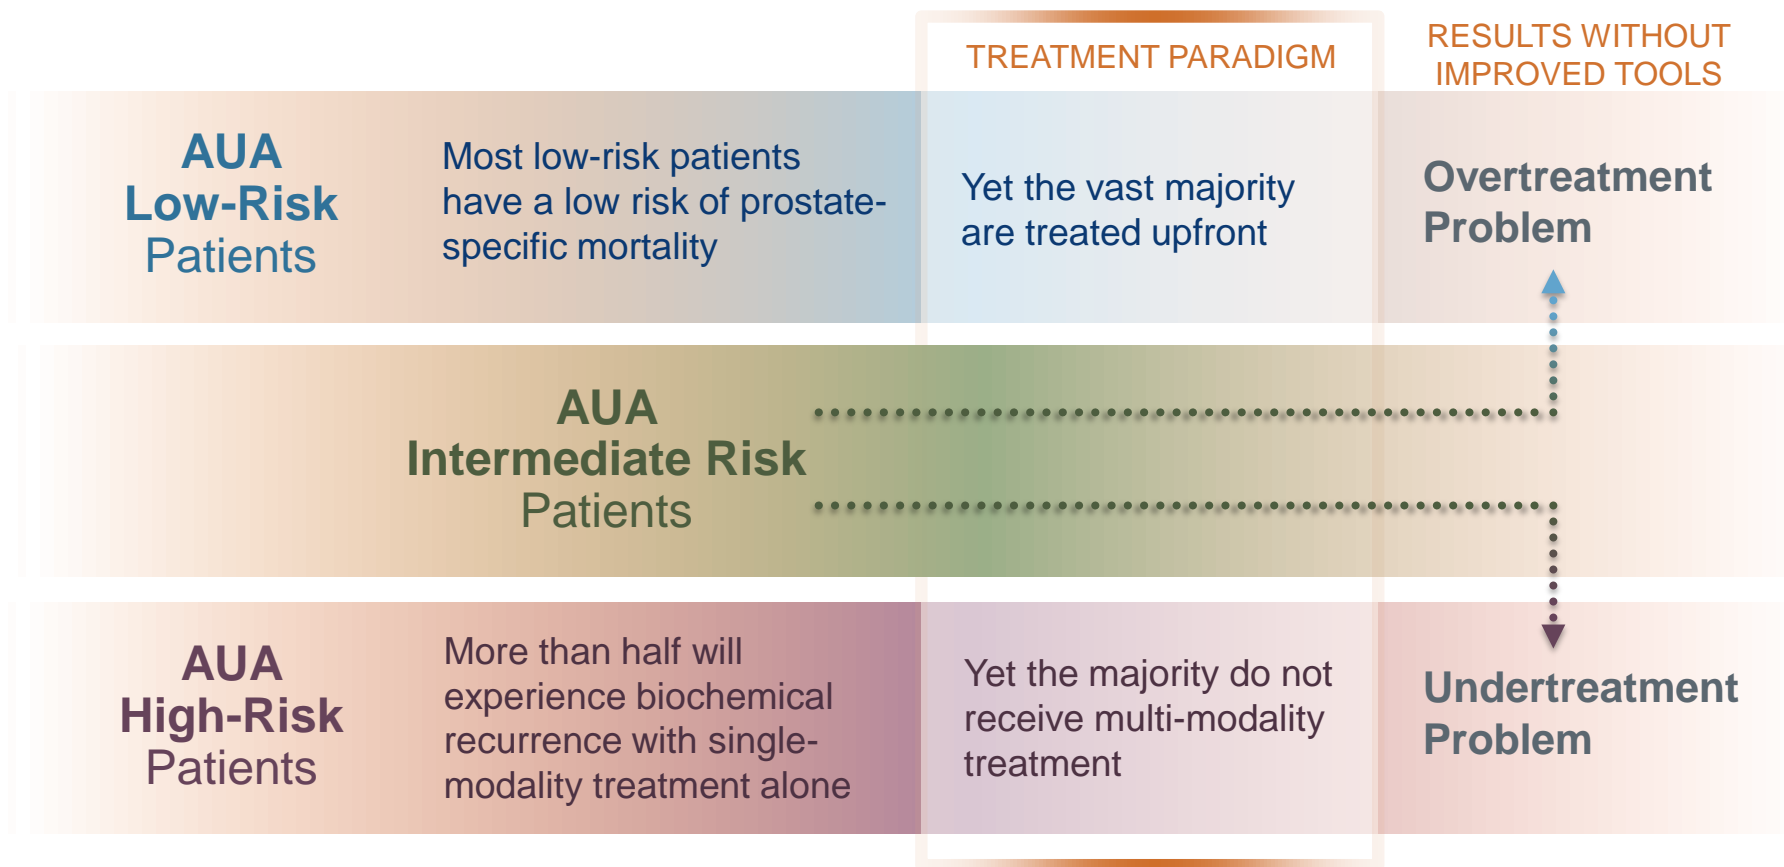 TREATMENT PARADIGM
RESULTS WITHOUT
IMPROVED TOOLS
AUA
Low-Risk
Patients
Most low-risk patients
have a low risk of prostate-
specific mortality
Yet the vast majority
are treated upfront
Overtreatment
Problem
AUA
Intermediate Risk
Patients
AUA
High-Risk
Patients
More than half will
experience biochemical
recurrence with single-
modality treatment alone
Yet the majority do not
receive multi-modality
treatment
Undertreatment
Problem